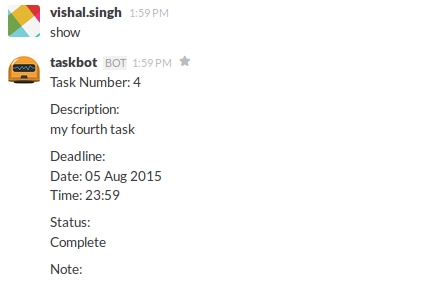 vishal.singh 1:59 PM
show
taskbot BOT 1:59 PM
Task Number: 4
Description:
my fourth task
Deadline:
Date: 05 Aug 2015
Time: 23:59
Status:
Complete
Note: